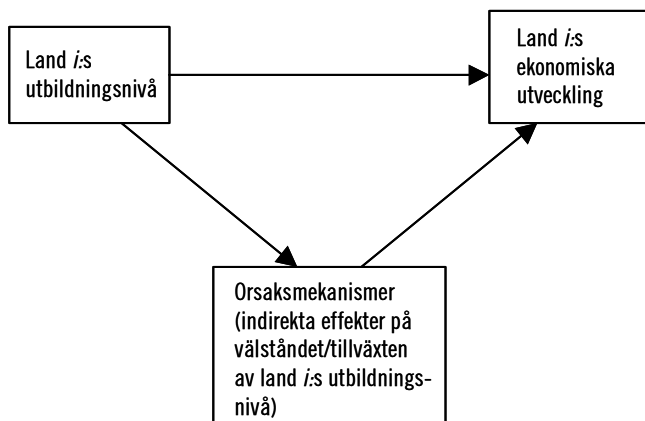 Land i:s
utbildningsnivå
Land i:s
ekonomiska
utveckling
Orsaksmekanismer
(indirekta effekter på
välståndet/tillväxten
av land i:s utbildnings-
nivå)